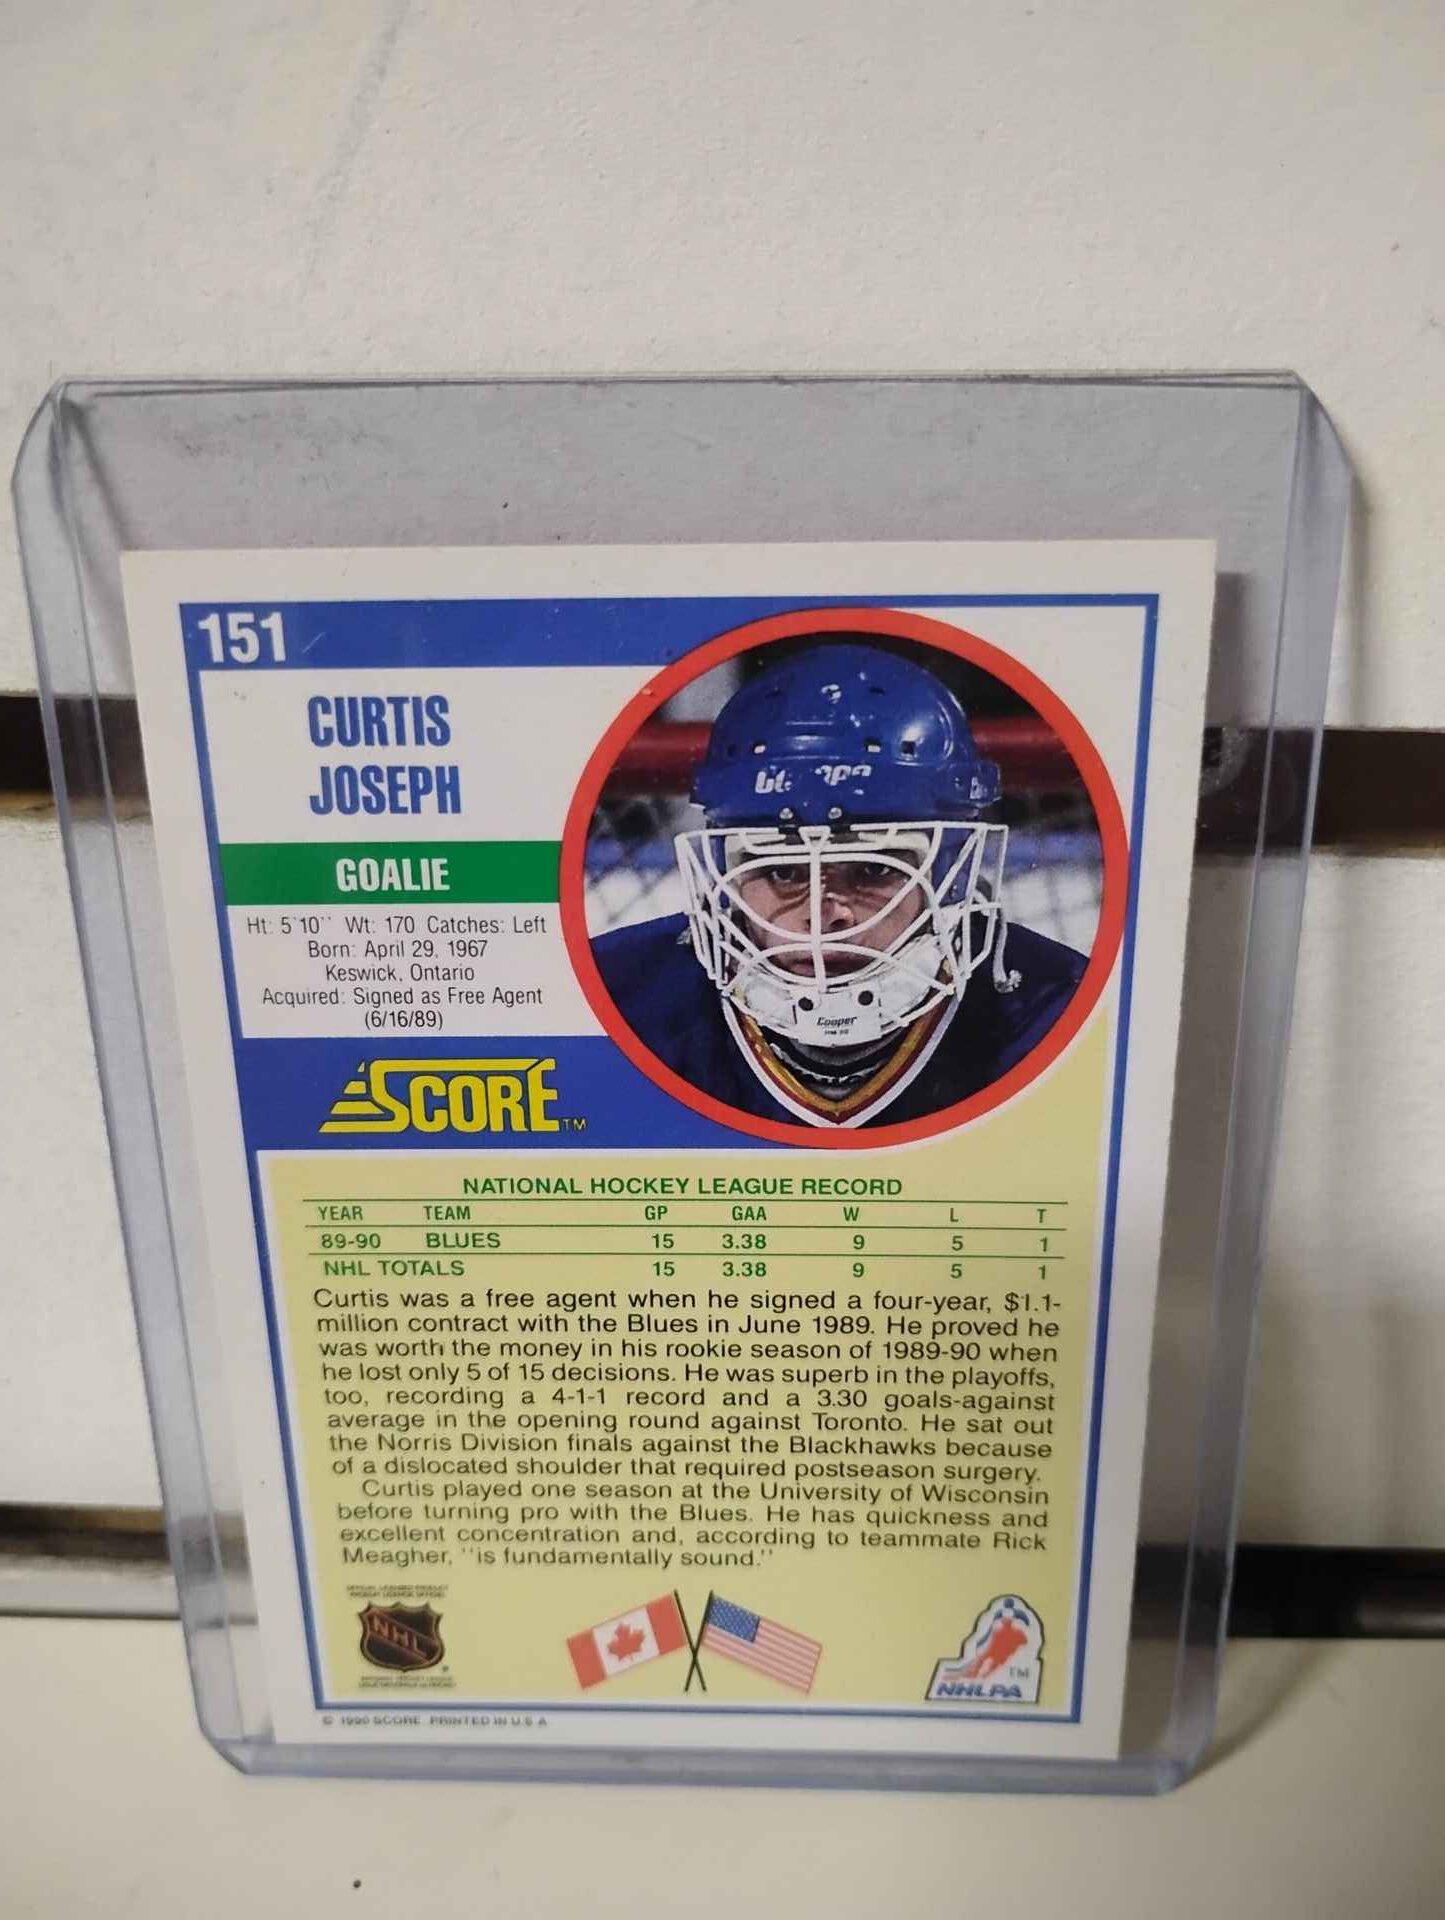 151
CURTIS
JOSEPH
GOALIE
Ht: 5'10'' Wt: 170 Catches: Left
Born: April 29, 1967
Keswick, Ontario
Acquired: Signed as Free Agent
(6/16/89)
SCORE TM
Cooper
NATIONAL HOCKEY LEAGUE RECORD
YEAR TEAM GP GAA W L T
89-90 BLUES 15 3.38 9 5 1
NHL TOTALS 15 3.38 9 5 1
Curtis was a free agent when he signed a four-year, $1.1-
million contract with the Blues in June 1989. He proved he
was worth the money in his rookie season of 1989-90 when
he lost only 5 of 15 decisions. He was superb in the playoffs,
too, recording a 4-1-1 record and a 3.30 goals-against
average in the opening round against Toronto. He sat out
the Norris Division finals against the Blackhawks because
of a dislocated shoulder that required postseason surgery.
Curtis played one season at the University of Wisconsin
before turning pro with the Blues. He has quickness and
excellent concentration and, according to teammate Rick
Meagher, ''is fundamentally sound.''
NHL
TM
NHLPA
© 1990 SCORE PRINTED IN U.S.A